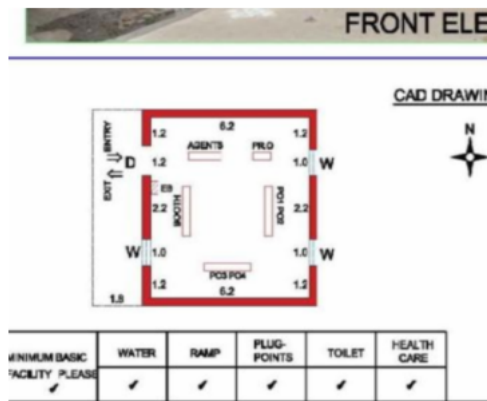 FRONT ELE
CAD DRAWIN
N
6.2
1.2 1.2
ENTRY
AGENTS PR.O
D 1.2 1.0 W
EXIT
EB
2.2 BOOTH PO1 PO2 2.2
W 1.0 1.0 W
PO3 PO4
1.2 6.2 1.2
1.8
MINIMUM BASIC WATER RAMP PLUG- TOILET HEALTH
POINTS CARE
FACILITY PLEASE
✓ ✓ ✓ ✓ ✓ ✓